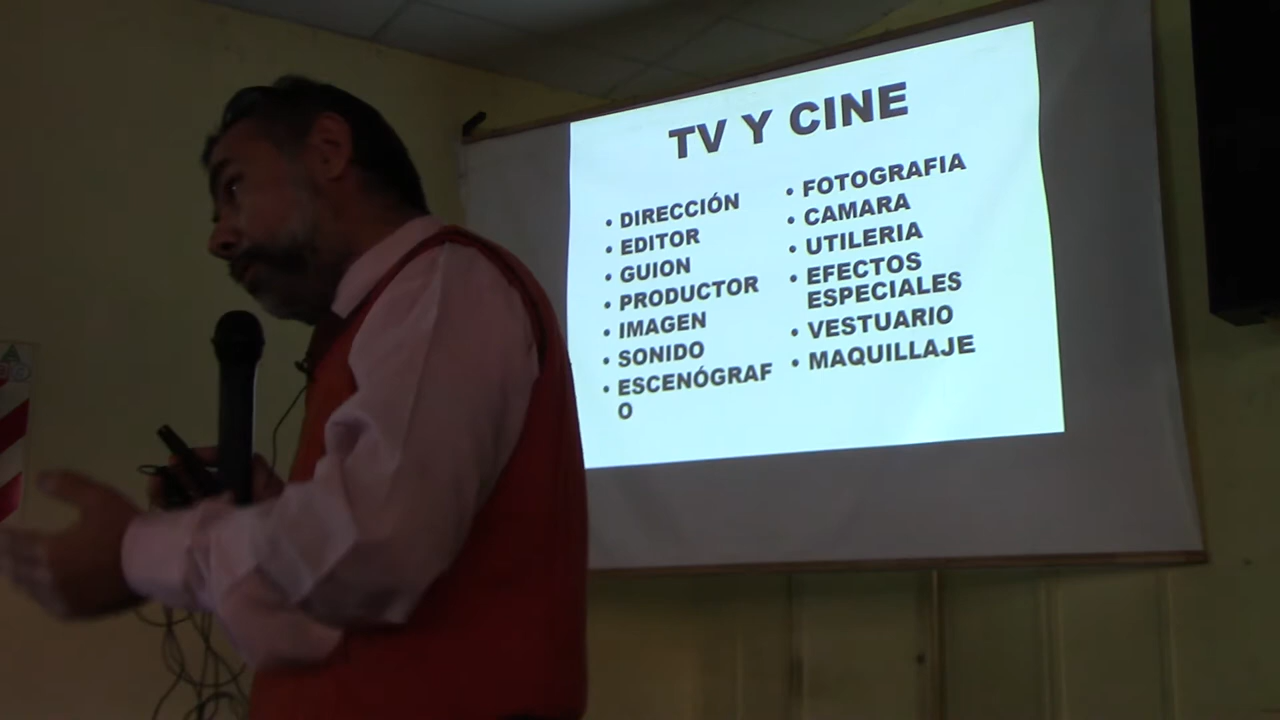 TV Y CINE
• DIRECCIÓN
• EDITOR
• GUION
• PRODUCTOR
• IMAGEN
• SONIDO
• ESCENÓGRAF
O
• FOTOGRAFIA
• CAMARA
• UTILERIA
• EFECTOS
ESPECIALES
• VESTUARIO
• MAQUILLAJE